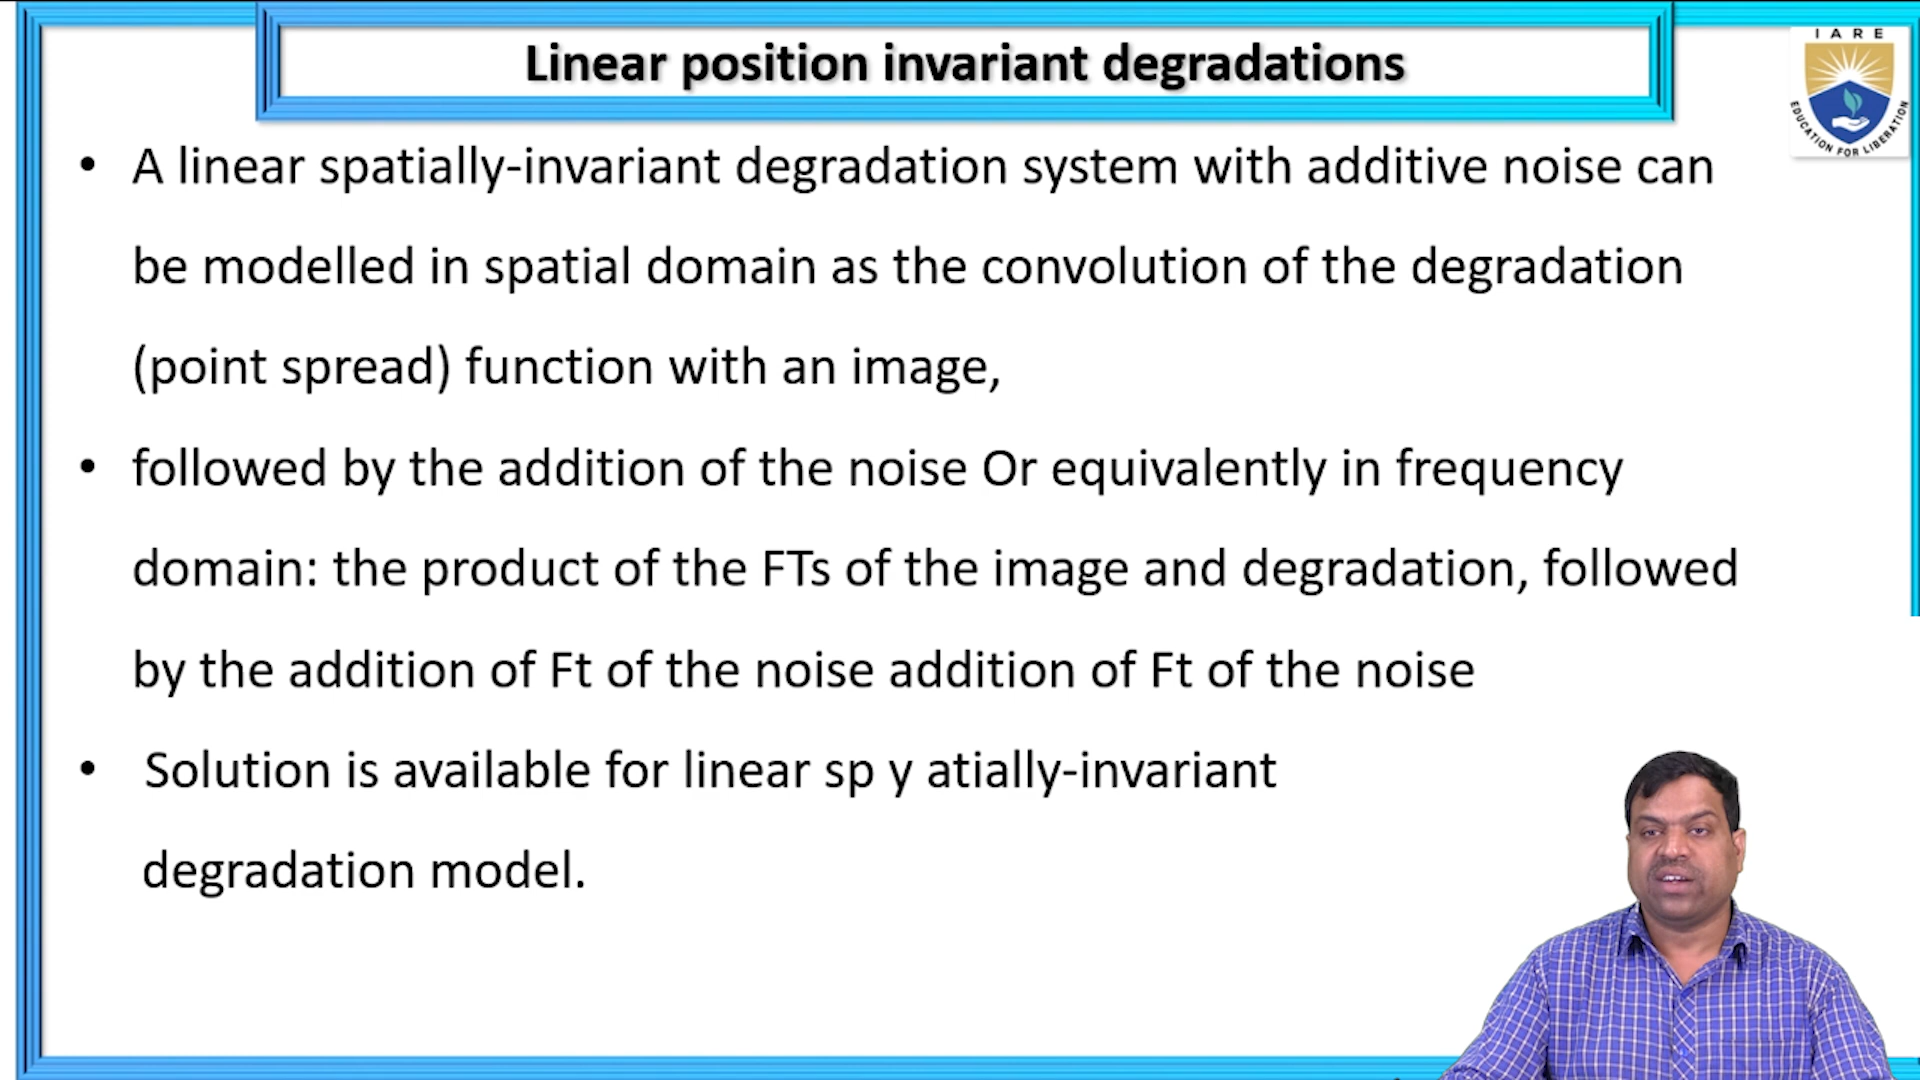 Linear position invariant degradations
I A R E
EDUCATION FOR LIBERATION
• A linear spatially-invariant degradation system with additive noise can
be modelled in spatial domain as the convolution of the degradation
(point spread) function with an image,
• followed by the addition of the noise Or equivalently in frequency
domain: the product of the FTs of the image and degradation, followed
by the addition of Ft of the noise addition of Ft of the noise
• Solution is available for linear sp y atially-invariant
degradation model.